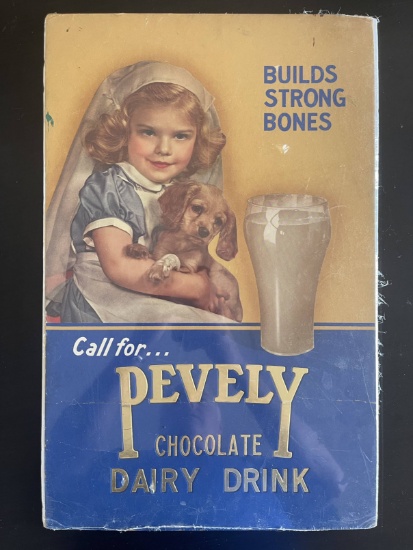 BUILDS
STRONG
BONES
Call for...
PEVELY
CHOCOLATE
DAIRY DRINK